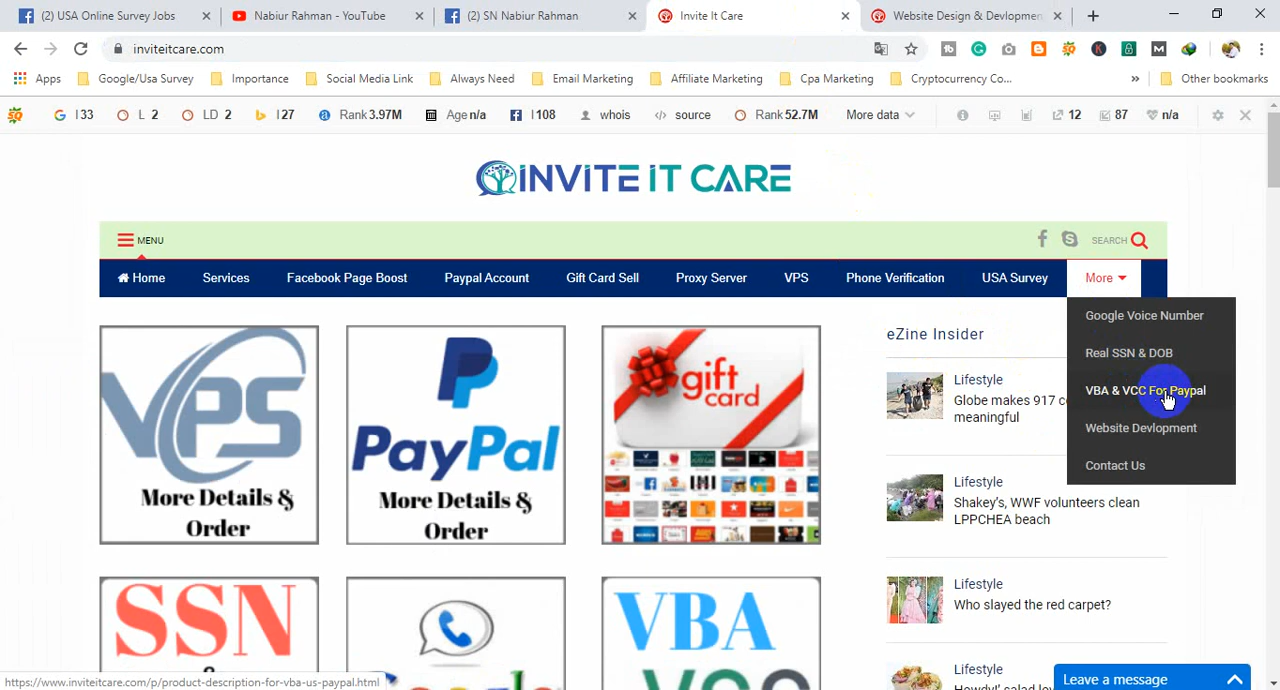 (2) USA Online Survey Jobs
Nabiur Rahman - YouTube
(2) SN Nabiur Rahman
Invite It Care
Website Design & Devlopmen
inviteitcare.com
Apps
Google/Usa Survey
Importance
Social Media Link
Always Need
Email Marketing
Affiliate Marketing
Cpa Marketing
Cryptocurrency Co...
»
Other bookmarks
I 33
L 2
LD 2
I 27
Rank 3.97M
Age n/a
I 108
whois
source
Rank 52.7M
More data
12
87
n/a
INVITE IT CARE
MENU
SEARCH
Home
Services
Facebook Page Boost
Paypal Account
Gift Card Sell
Proxy Server
VPS
Phone Verification
USA Survey
More
Google Voice Number
Real SSN & DOB
VBA & VCC For Paypal
Website Devlopment
Contact Us
VPS
More Details &
Order
PayPal
More Details &
Order
gift
card
eZine Insider
Lifestyle
Globe makes 917 c
meaningful
Lifestyle
Shakey's, WWF volunteers clean
LPPCHEA beach
Lifestyle
Who slayed the red carpet?
Lifestyle
SSN
VBA
https://www.inviteitcare.com/p/product-description-for-vba-us-paypal.html
Leave a message